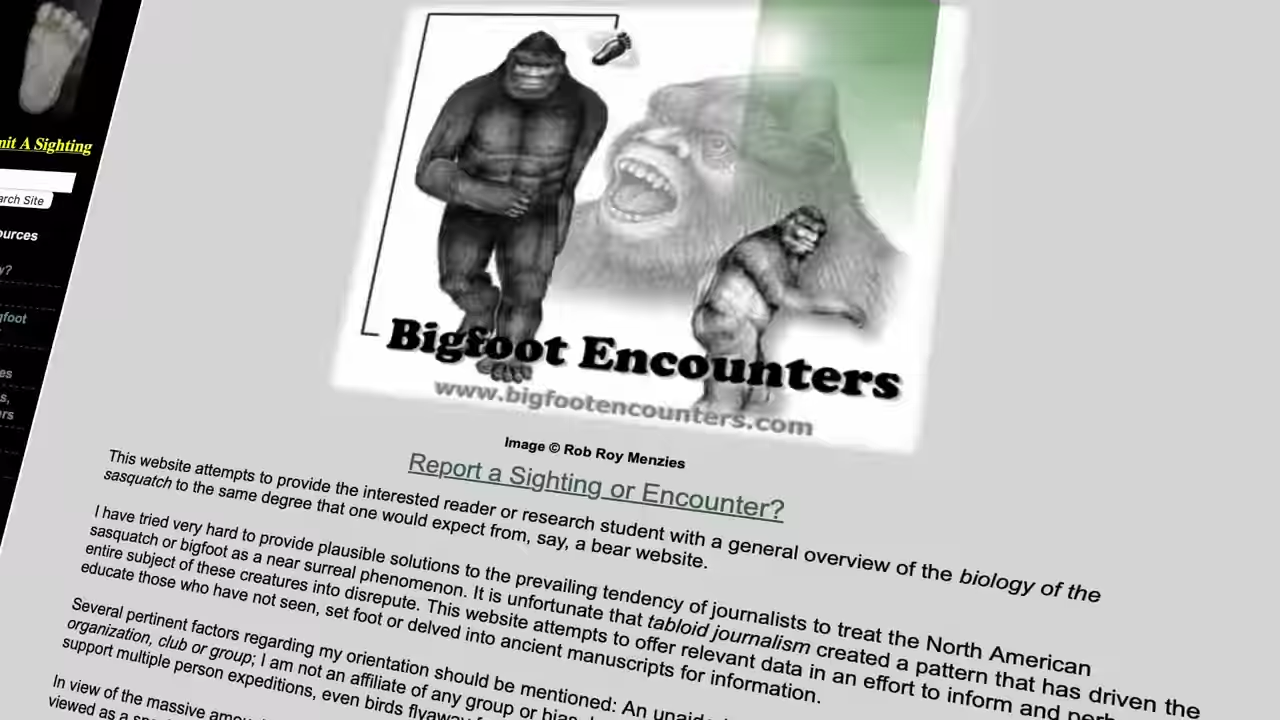 mit A Sighting
arch Site
ources
y?
gfoot
es
s,
ers
Bigfoot Encounters
www.bigfootencounters.com
Image © Rob Roy Menzies
Report a Sighting or Encounter?
This website attempts to provide the interested reader or research student with a general overview of the biology of the
sasquatch to the same degree that one would expect from, say, a bear website.
I have tried very hard to provide plausible solutions to the prevailing tendency of journalists to treat the North American
sasquatch or bigfoot as a near surreal phenomenon. It is unfortunate that tabloid journalism created a pattern that has driven the
entire subject of these creatures into disrepute. This website attempts to offer relevant data in an effort to inform and
educate those who have not seen, set foot or delved into ancient manuscripts for information.
Several pertinent factors regarding my orientation should be mentioned: An
organization, club or group; I am not an affiliate of any group or
support multiple person expeditions, even birds
In view of the massive
viewed as a